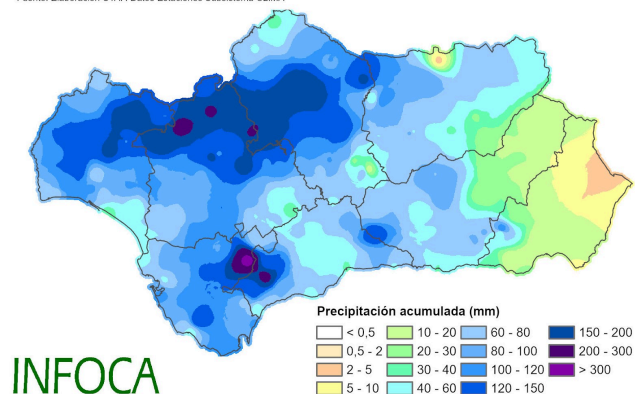 Precipitación acumulada (mm)
< 0,5 10 - 20 60 - 80 150 - 200
0,5 - 2 20 - 30 80 - 100 200 - 300
2 - 5 30 - 40 100 - 120 > 300
5 - 10 40 - 60 120 - 150
INFOCA